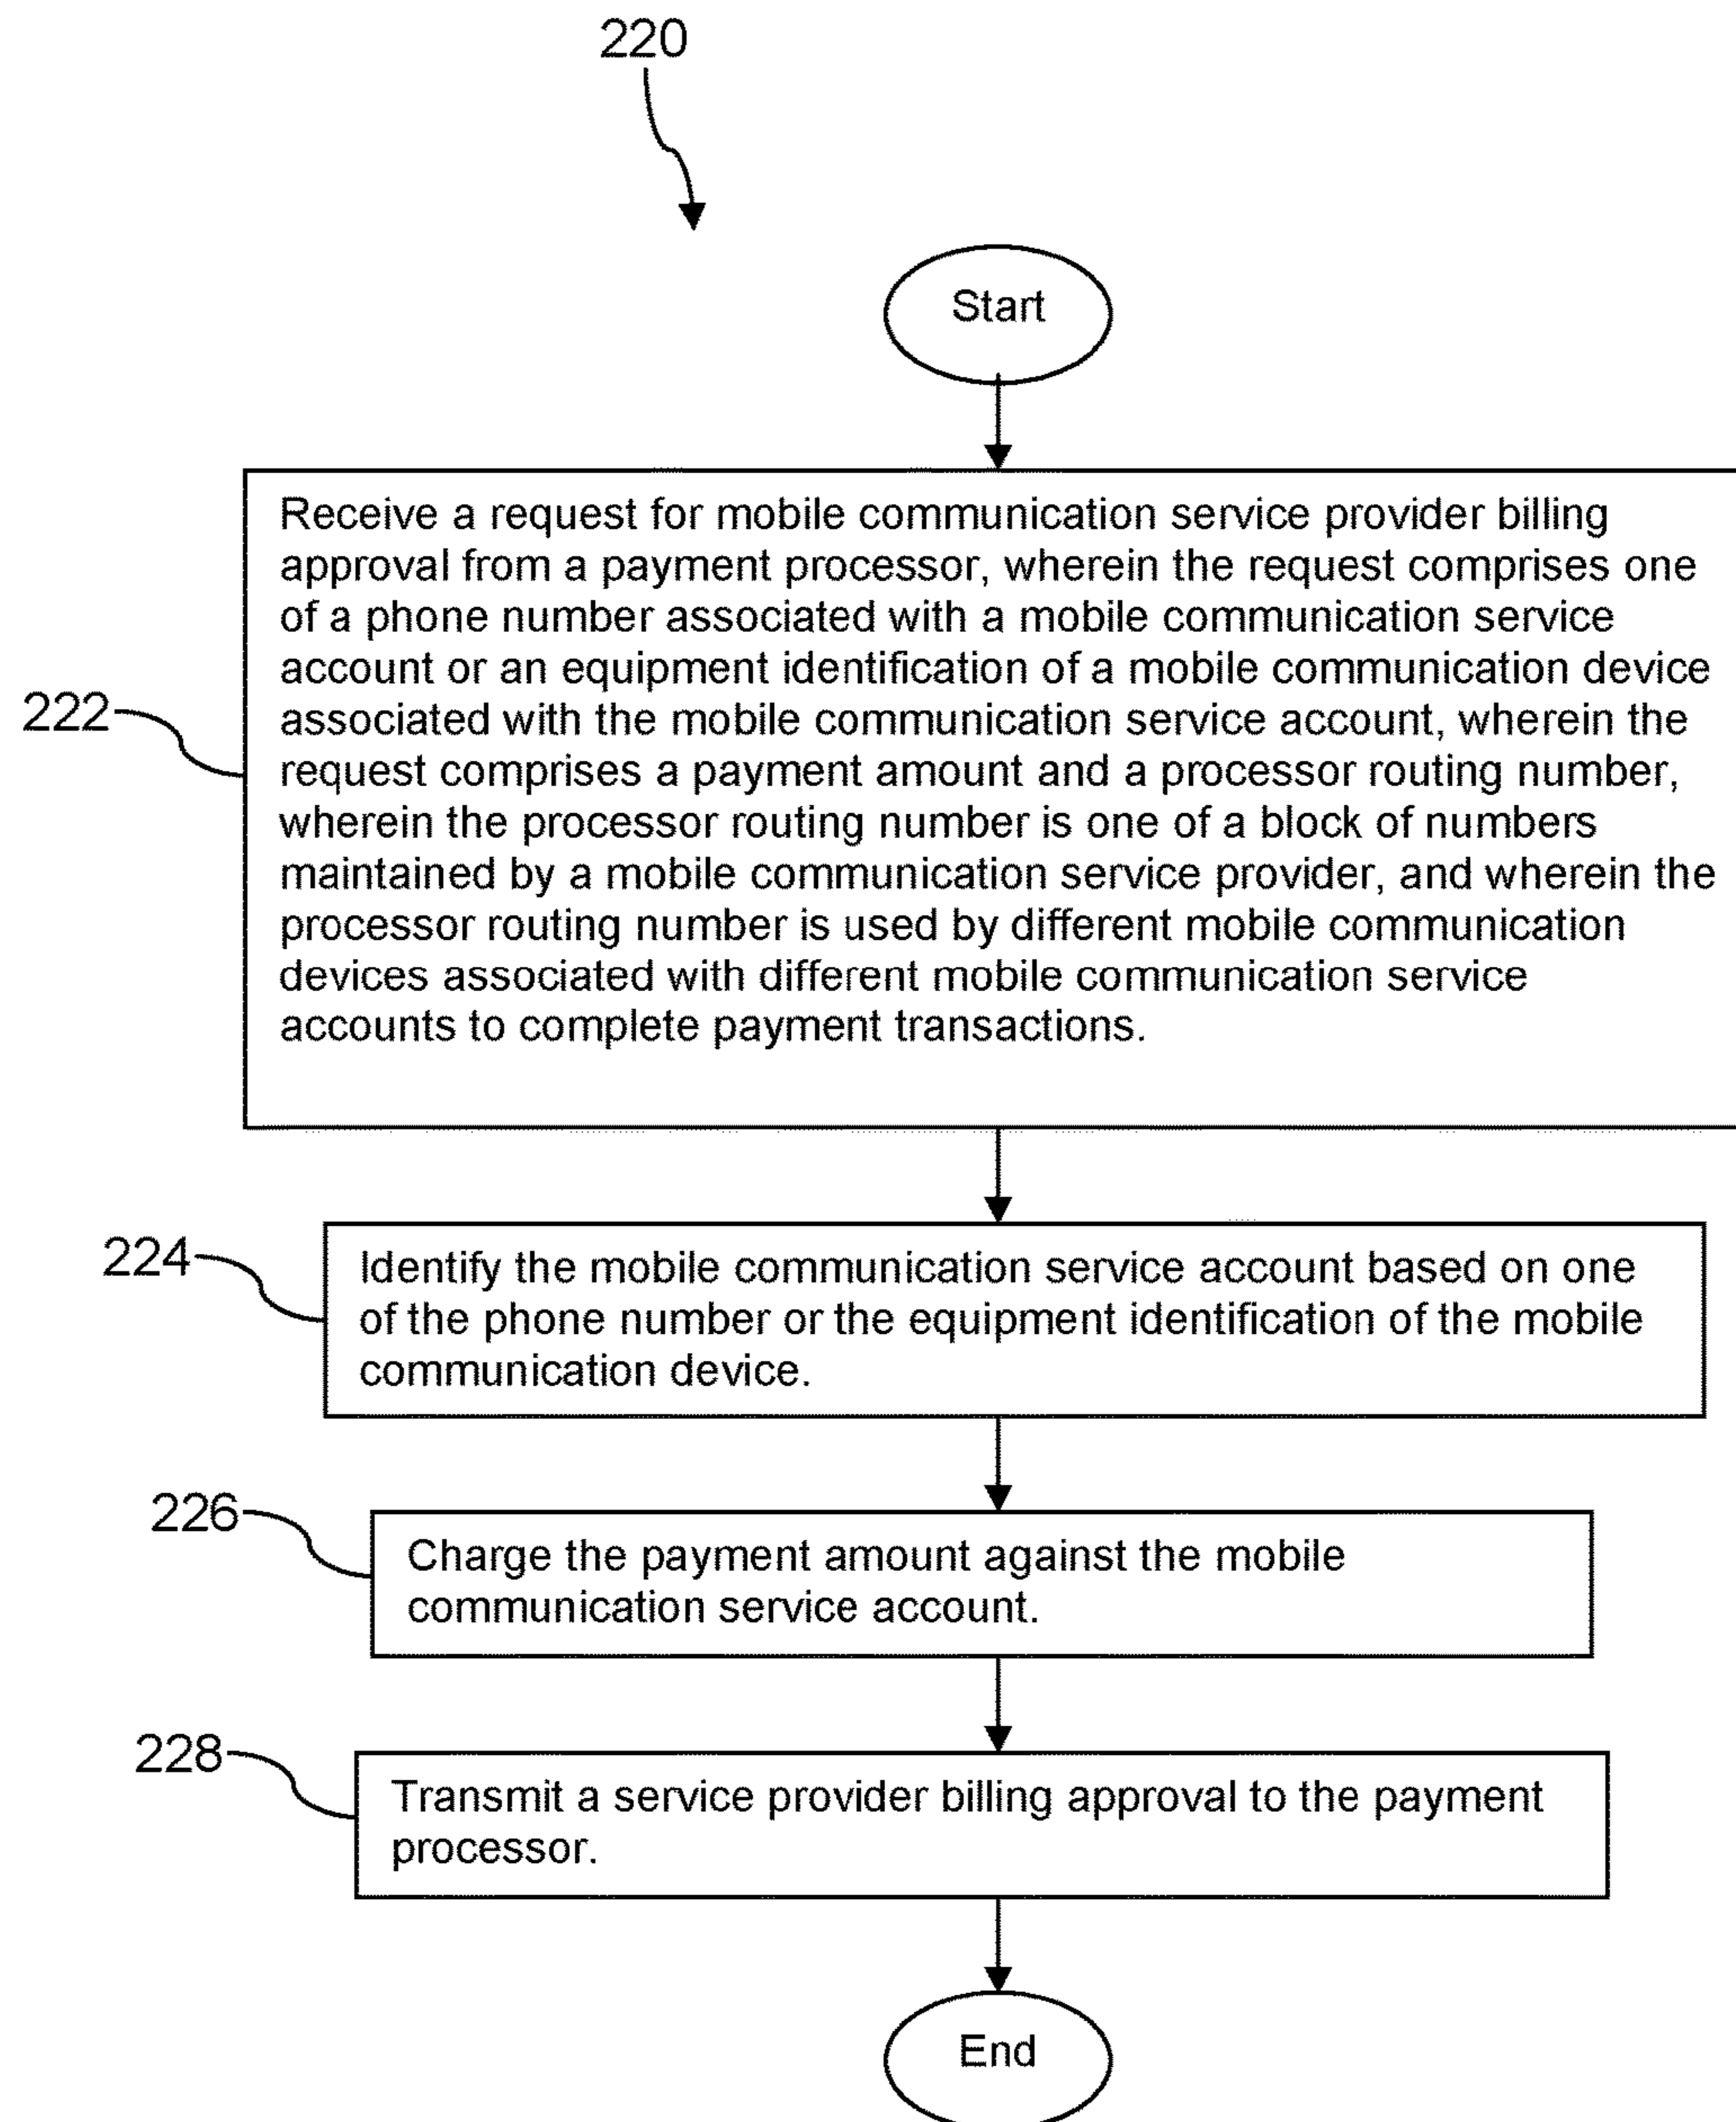 220
Start
222
Receive a request for mobile communication service provider billing
approval from a payment processor, wherein the request comprises one
of a phone number associated with a mobile communication service
account or an equipment identification of a mobile communication device
associated with the mobile communication service account, wherein the
request comprises a payment amount and a processor routing number,
wherein the processor routing number is one of a block of numbers
maintained by a mobile communication service provider, and wherein the
processor routing number is used by different mobile communication
devices associated with different mobile communication service
accounts to complete payment transactions.
224
Identify the mobile communication service account based on one
of the phone number or the equipment identification of the mobile
communication device.
226
Charge the payment amount against the mobile
communication service account.
228
Transmit a service provider billing approval to the payment
processor.
End